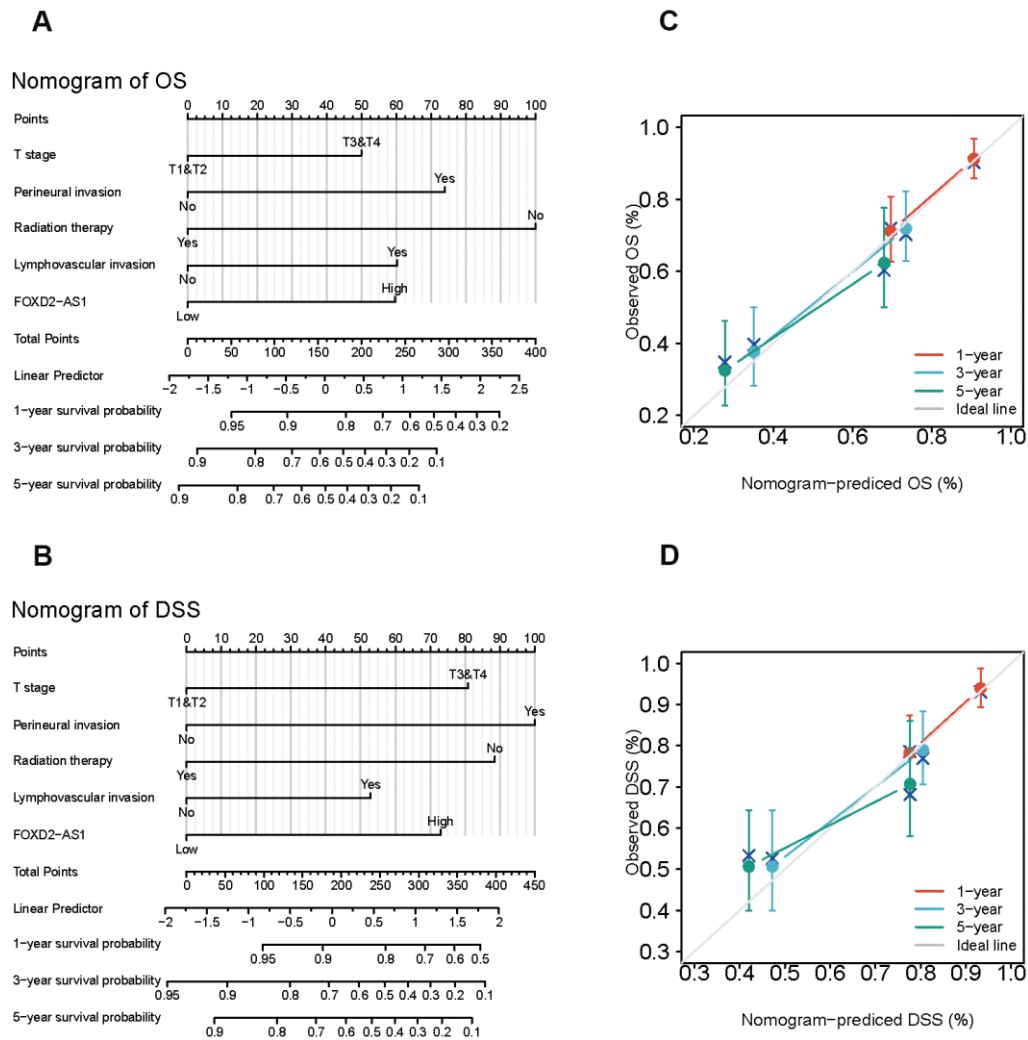 A
Nomogram of OS
0 10 20 30 40 50 60 70 80 90 100
Points
T3&T4
T stage
T1&T2
Yes
Perineural invasion
No
No
Radiation therapy
Yes
Yes
Lymphovascular invasion
No
High
FOXD2−AS1
Low
Total Points
0 50 100 150 200 250 300 350 400
Linear Predictor
−2 −1.5 −1 −0.5 0 0.5 1 1.5 2 2.5
1−year survival probability
0.95 0.9 0.8 0.7 0.6 0.5 0.4 0.3 0.2
3−year survival probability
0.9 0.8 0.7 0.6 0.5 0.4 0.3 0.2 0.1
5−year survival probability
0.9 0.8 0.7 0.6 0.5 0.4 0.3 0.2 0.1
C
Observed OS (%)
1.0
0.8
0.6
0.4
0.2
1−year
3−year
5−year
Ideal line
0.2 0.4 0.6 0.8 1.0
Nomogram−prediced OS (%)
B
Nomogram of DSS
0 10 20 30 40 50 60 70 80 90 100
Points
T3&T4
T stage
T1&T2
Yes
Perineural invasion
No
No
Radiation therapy
Yes
Yes
Lymphovascular invasion
No
High
FOXD2−AS1
Low
Total Points
0 50 100 150 200 250 300 350 400 450
Linear Predictor
−2 −1.5 −1 −0.5 0 0.5 1 1.5 2
1−year survival probability
0.95 0.9 0.8 0.7 0.6 0.5
3−year survival probability
0.95 0.9 0.8 0.7 0.6 0.5 0.4 0.3 0.2 0.1
5−year survival probability
0.9 0.8 0.7 0.6 0.5 0.4 0.3 0.2 0.1
D
Observed DSS (%)
1.0
0.9
0.8
0.7
0.6
0.5
0.4
0.3
1−year
3−year
5−year
Ideal line
0.3 0.4 0.5 0.6 0.7 0.8 0.9 1.0
Nomogram−prediced DSS (%)